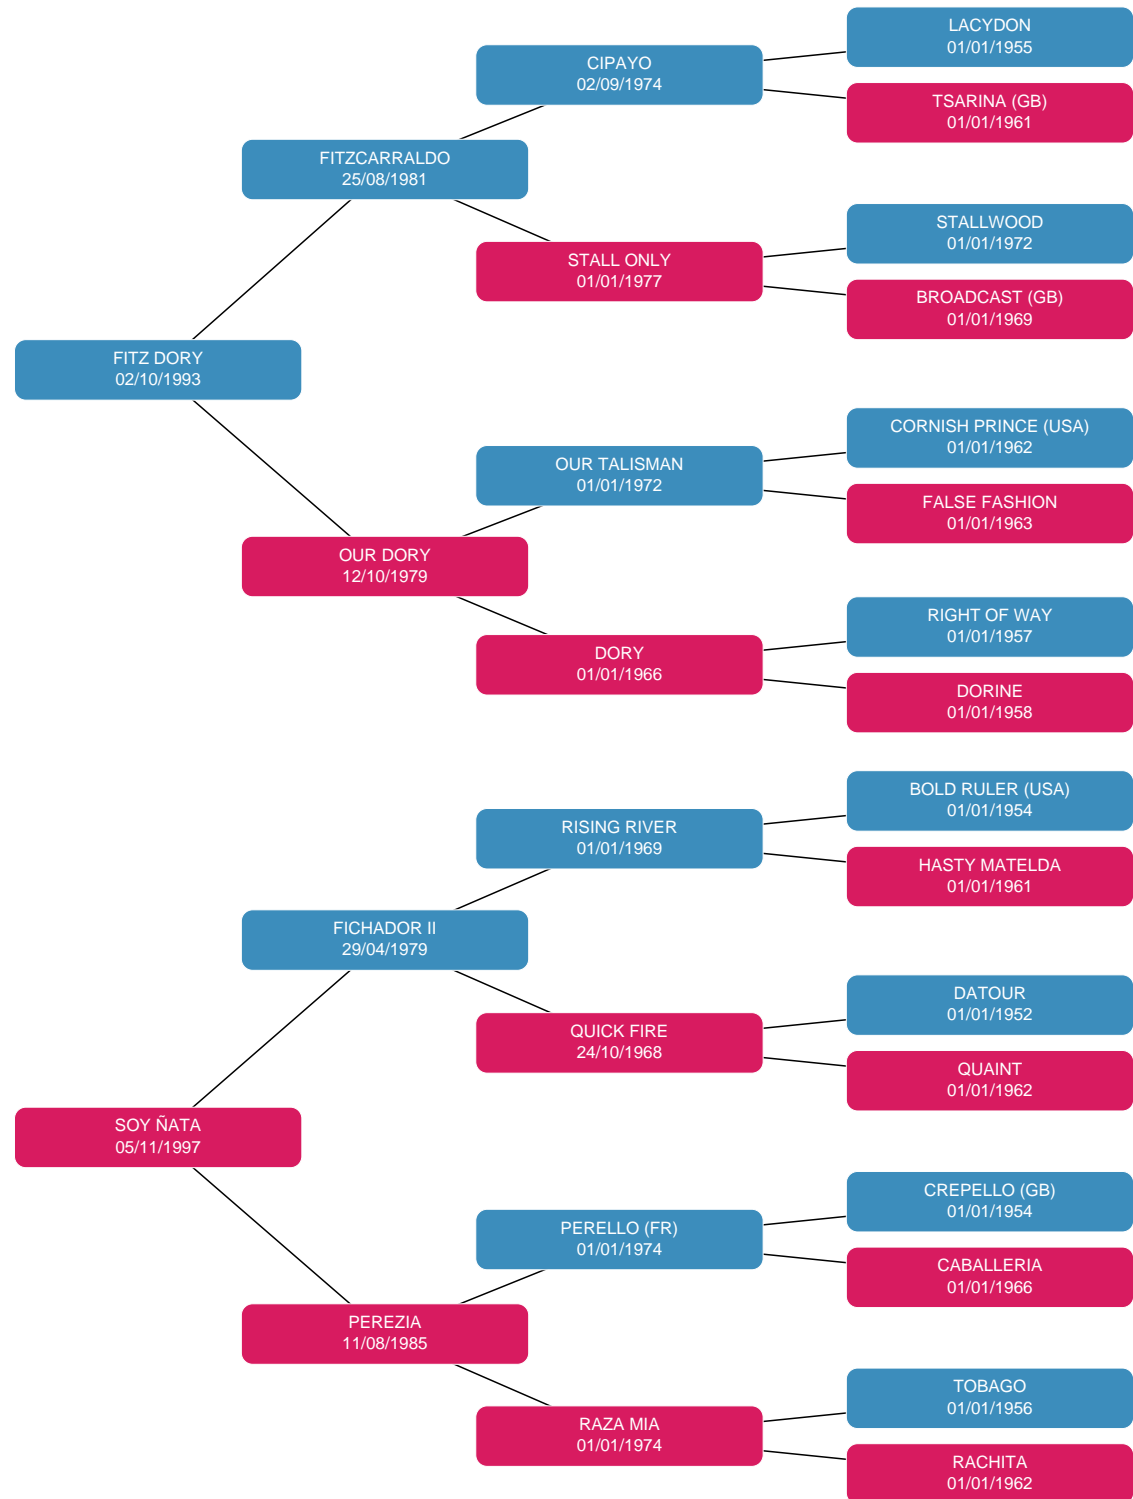 LACYDON
01/01/1955
CIPAYO
02/09/1974
TSARINA (GB)
01/01/1961
FITZCARRALDO
25/08/1981
STALLWOOD
01/01/1972
STALL ONLY
01/01/1977
BROADCAST (GB)
01/01/1969
FITZ DORY
02/10/1993
CORNISH PRINCE (USA)
01/01/1962
OUR TALISMAN
01/01/1972
FALSE FASHION
01/01/1963
OUR DORY
12/10/1979
RIGHT OF WAY
01/01/1957
DORY
01/01/1966
DORINE
01/01/1958
BOLD RULER (USA)
01/01/1954
RISING RIVER
01/01/1969
HASTY MATELDA
01/01/1961
FICHADOR II
29/04/1979
DATOUR
01/01/1952
QUICK FIRE
24/10/1968
QUAINT
01/01/1962
SOY ÑATA
05/11/1997
CREPELLO (GB)
01/01/1954
PERELLO (FR)
01/01/1974
CABALLERIA
01/01/1966
PEREZIA
11/08/1985
TOBAGO
01/01/1956
RAZA MIA
01/01/1974
RACHITA
01/01/1962